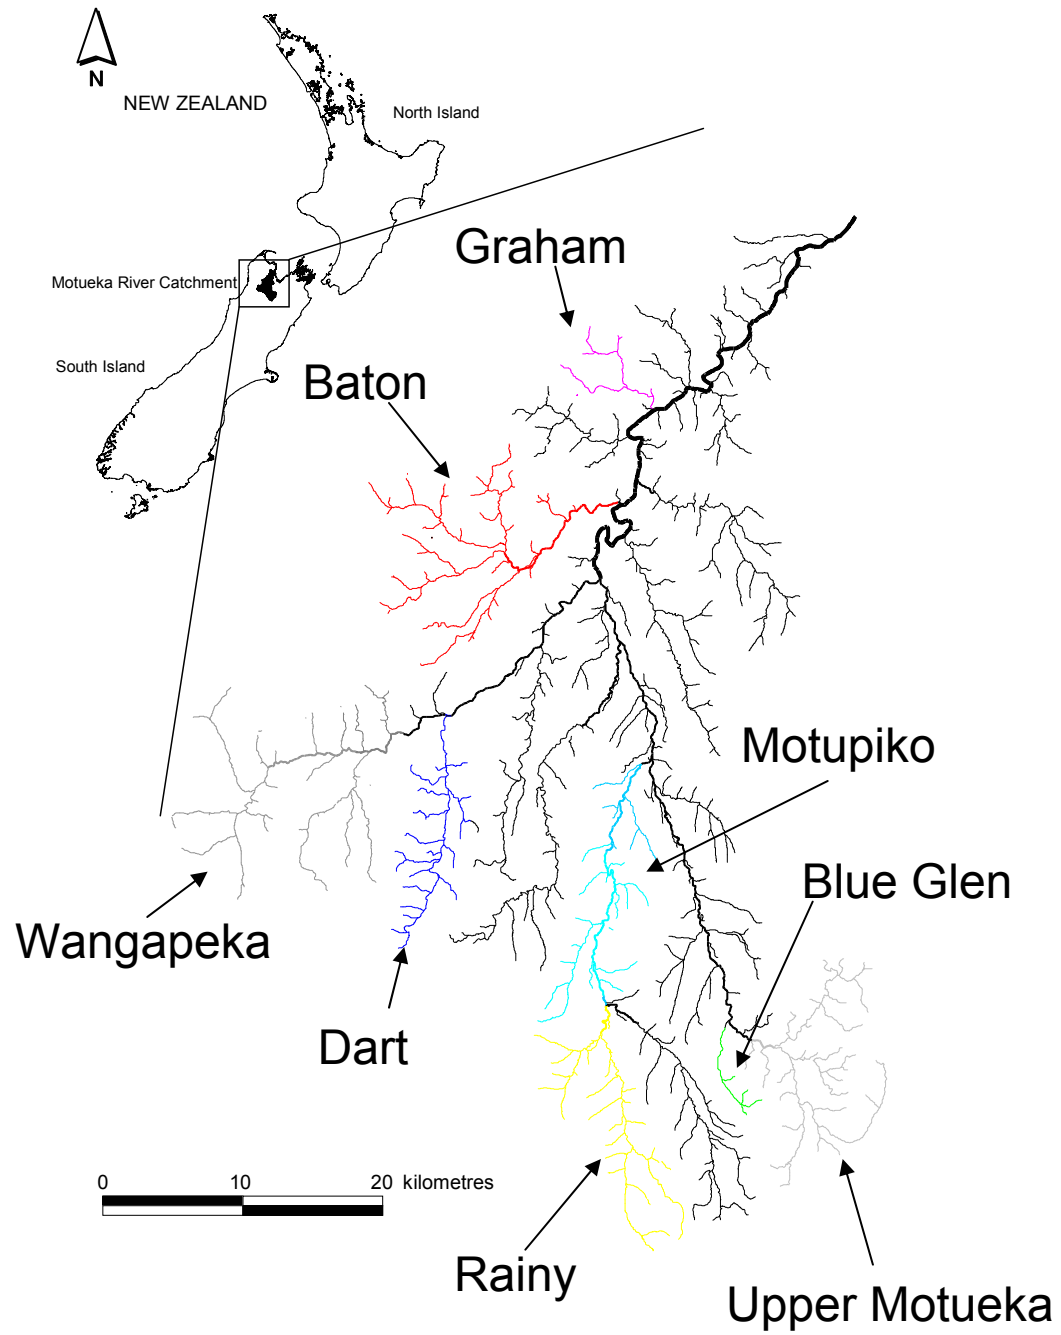 N
NEW ZEALAND
North Island
Motueka River Catchment
South Island
Graham
Baton
Motupiko
Blue Glen
Wangapeka
Dart
0 10 20 kilometres
Rainy
Upper Motueka